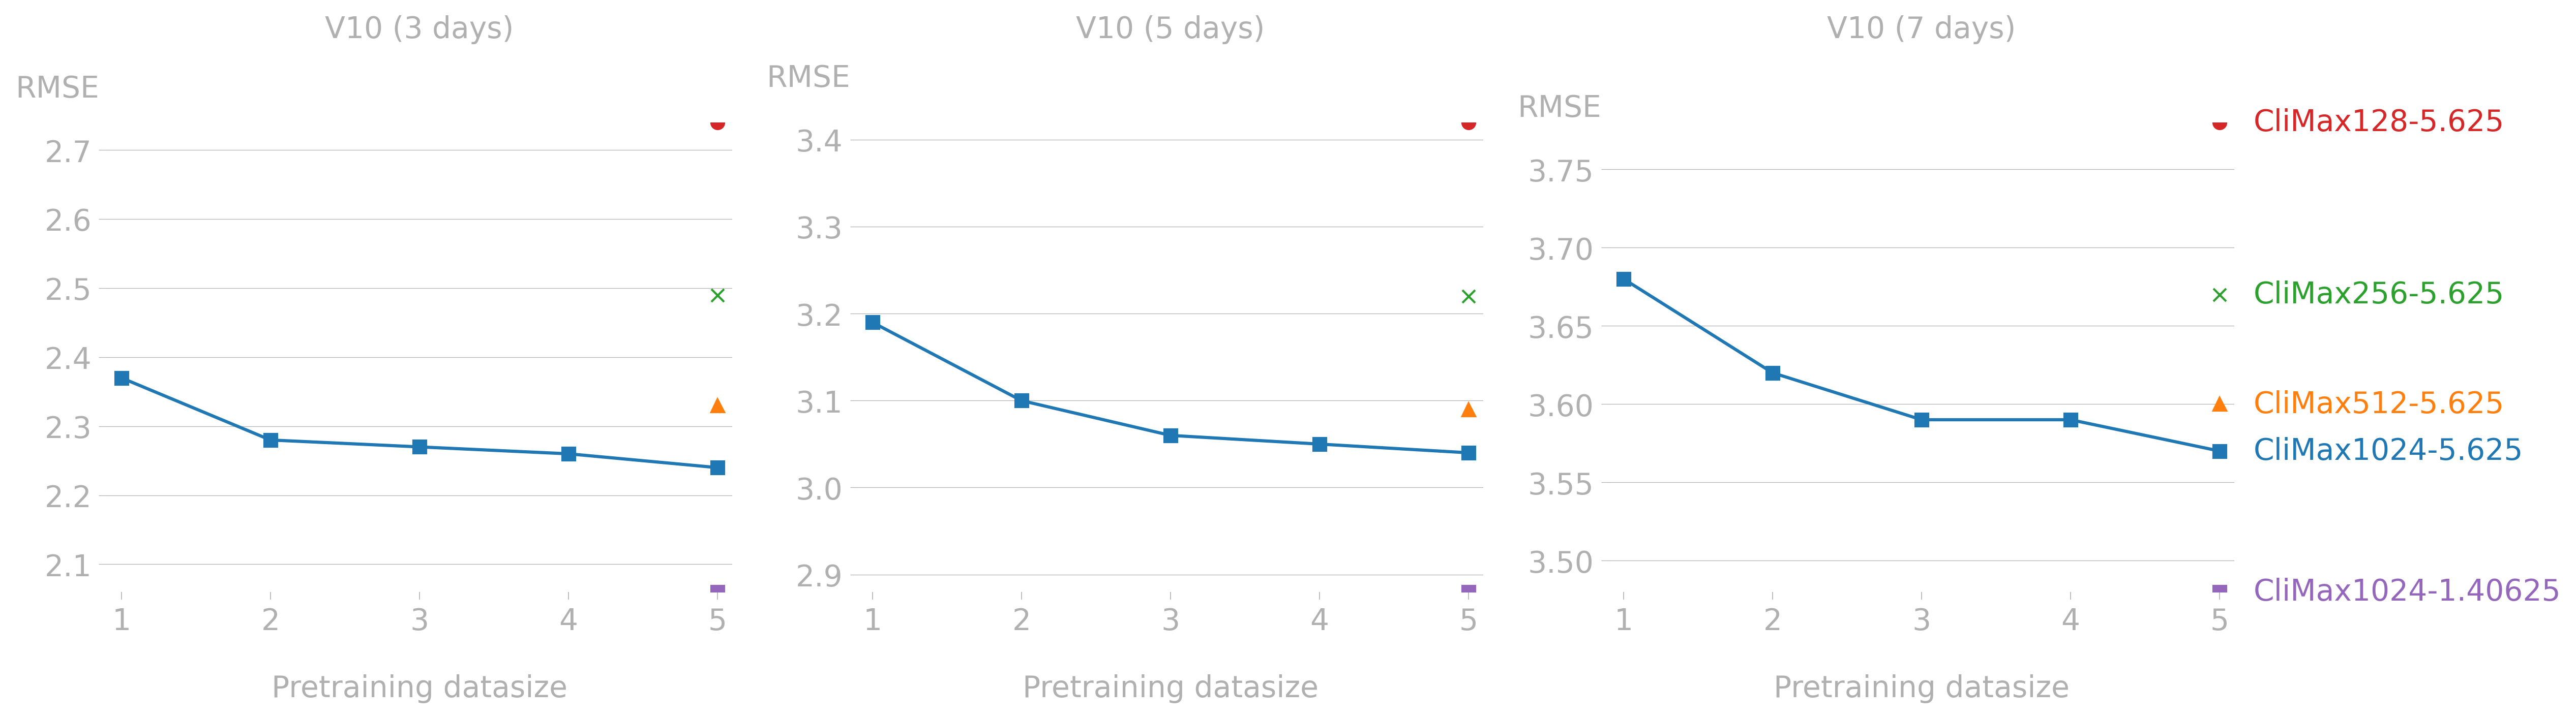 V10 (3 days)
RMSE
2.7
2.6
2.5
2.4
2.3
2.2
2.1
1 2 3 4 5
Pretraining datasize
V10 (5 days)
RMSE
3.4
3.3
3.2
3.1
3.0
2.9
1 2 3 4 5
Pretraining datasize
V10 (7 days)
RMSE
3.75
3.70
3.65
3.60
3.55
3.50
1 2 3 4 5
Pretraining datasize
CliMax128-5.625
CliMax256-5.625
CliMax512-5.625
CliMax1024-5.625
CliMax1024-1.40625